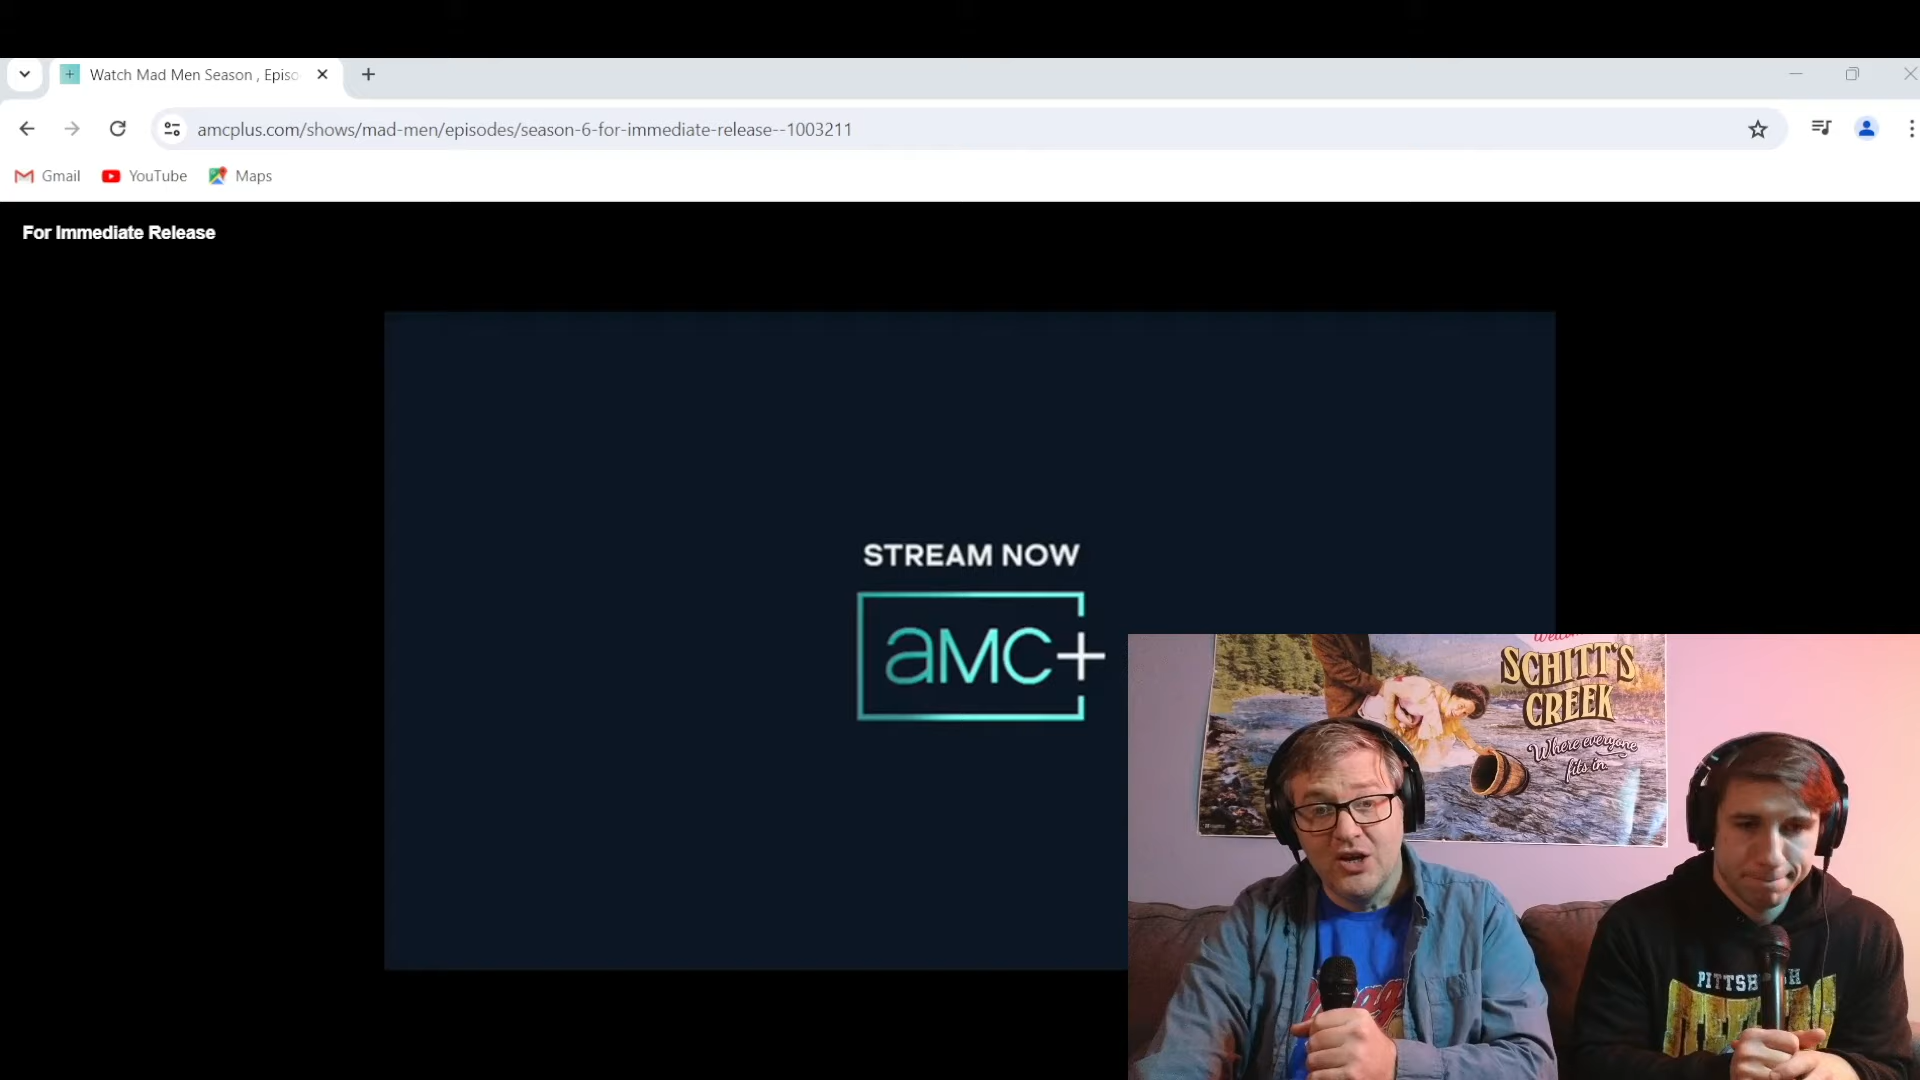 Watch Mad Men Season , Episo
amcplus.com/shows/mad-men/episodes/season-6-for-immediate-release--1003211
Gmail
YouTube
Maps
For Immediate Release
STREAM NOW
aMC+
SCHITT'S
CREEK
Where everyone
fits in.